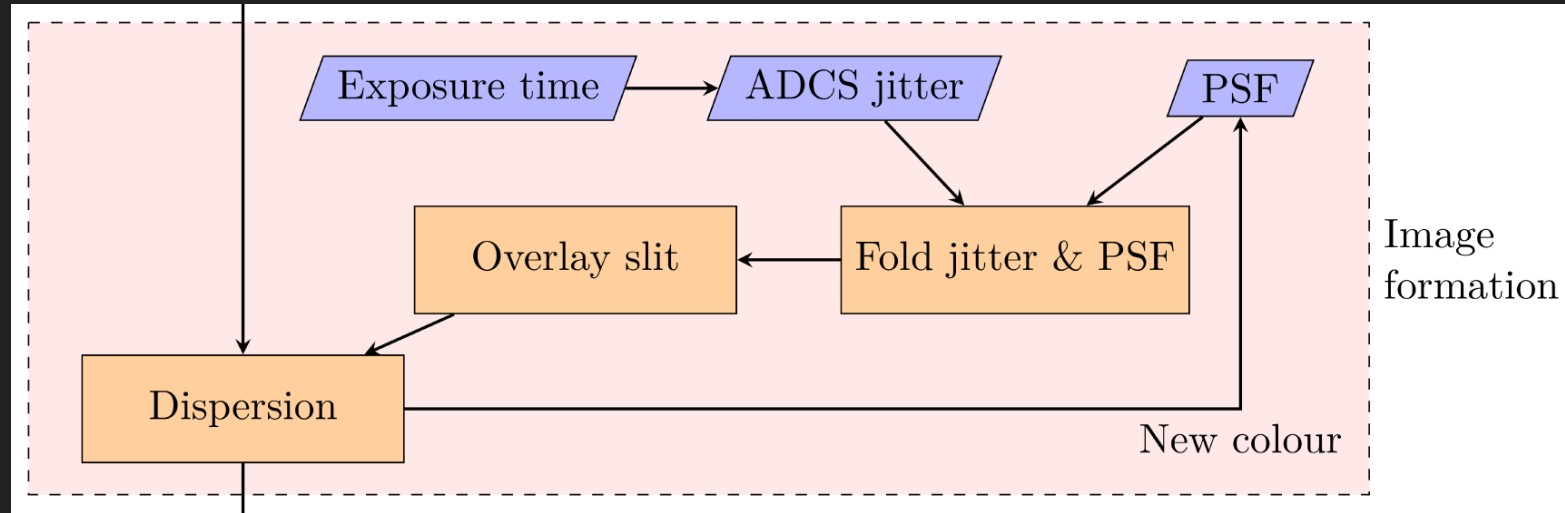 Exposure time
ADCS jitter
PSF
Overlay slit
Fold jitter & PSF
Image
formation
Dispersion
New colour